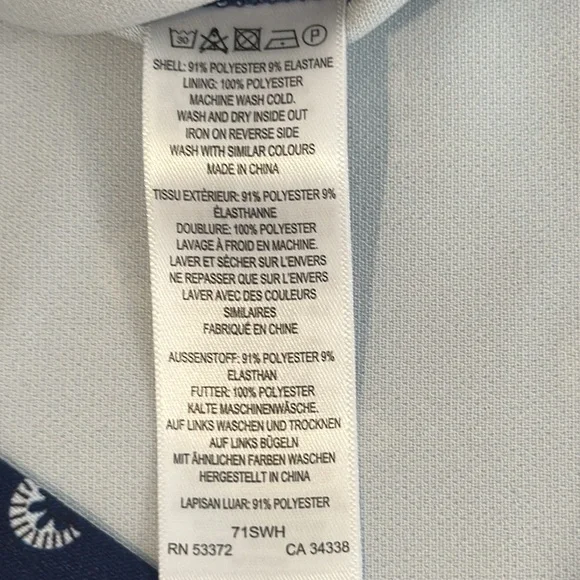 30 P
SHELL: 91% POLYESTER 9% ELASTANE
LINING: 100% POLYESTER
MACHINE WASH COLD.
WASH AND DRY INSIDE OUT
IRON ON REVERSE SIDE
WASH WITH SIMILAR COLOURS
MADE IN CHINA
TISSU EXTÉRIEUR: 91% POLYESTER 9%
ÉLASTHANNE
DOUBLURE: 100% POLYESTER
LAVAGE À FROID EN MACHINE.
LAVER ET SÉCHER SUR L'ENVERS
NE REPASSER QUE SUR L'ENVERS
LAVER AVEC DES COULEURS
SIMILAIRES
FABRIQUÉ EN CHINE
AUSSENSTOFF: 91% POLYESTER 9%
ELASTHAN
FUTTER: 100% POLYESTER
KALTE MASCHINENWÄSCHE.
AUF LINKS WASCHEN UND TROCKNEN
AUF LINKS BÜGELN
MIT ÄHNLICHEN FARBEN WASCHEN
HERGESTELLT IN CHINA
LAPISAN LUAR: 91% POLYESTER
71SWH
RN 53372 CA 34338